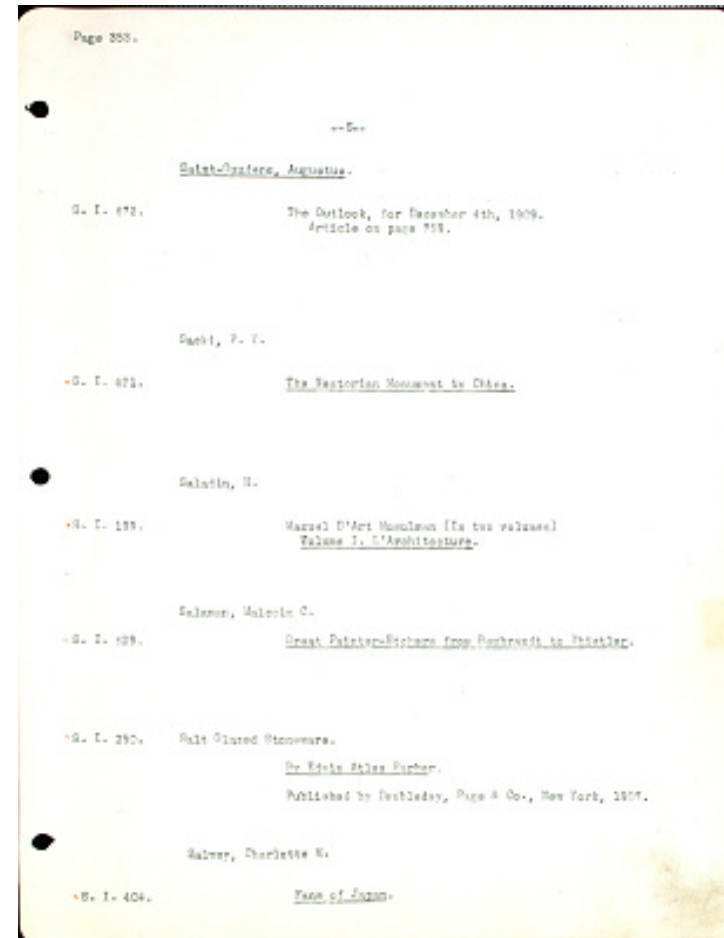 Page 353.
--S--
Saint-Gaudens, Augustus.
S. I. 472. The Outlook, for December 4th, 1909.
Article on page 759.
Saeki, P. Y.
S. I. 471. The Nestorian Monument in China.
Saladin, H.
S. I. 199. Manuel D'Art Musulman (In two volumes)
Volume I. L'Architecture.
Salaman, Malcolm C.
S. I. Great Painter-Etchers from Rembrandt to Whistler.
S. I. 290. Salt Glazed Stoneware.
By Edwin Atlee Barber.
Published by Doubleday, Page & Co., New York, 1907.
Salwey, Charlotte M.
S. I. 404. Fans of Japan.